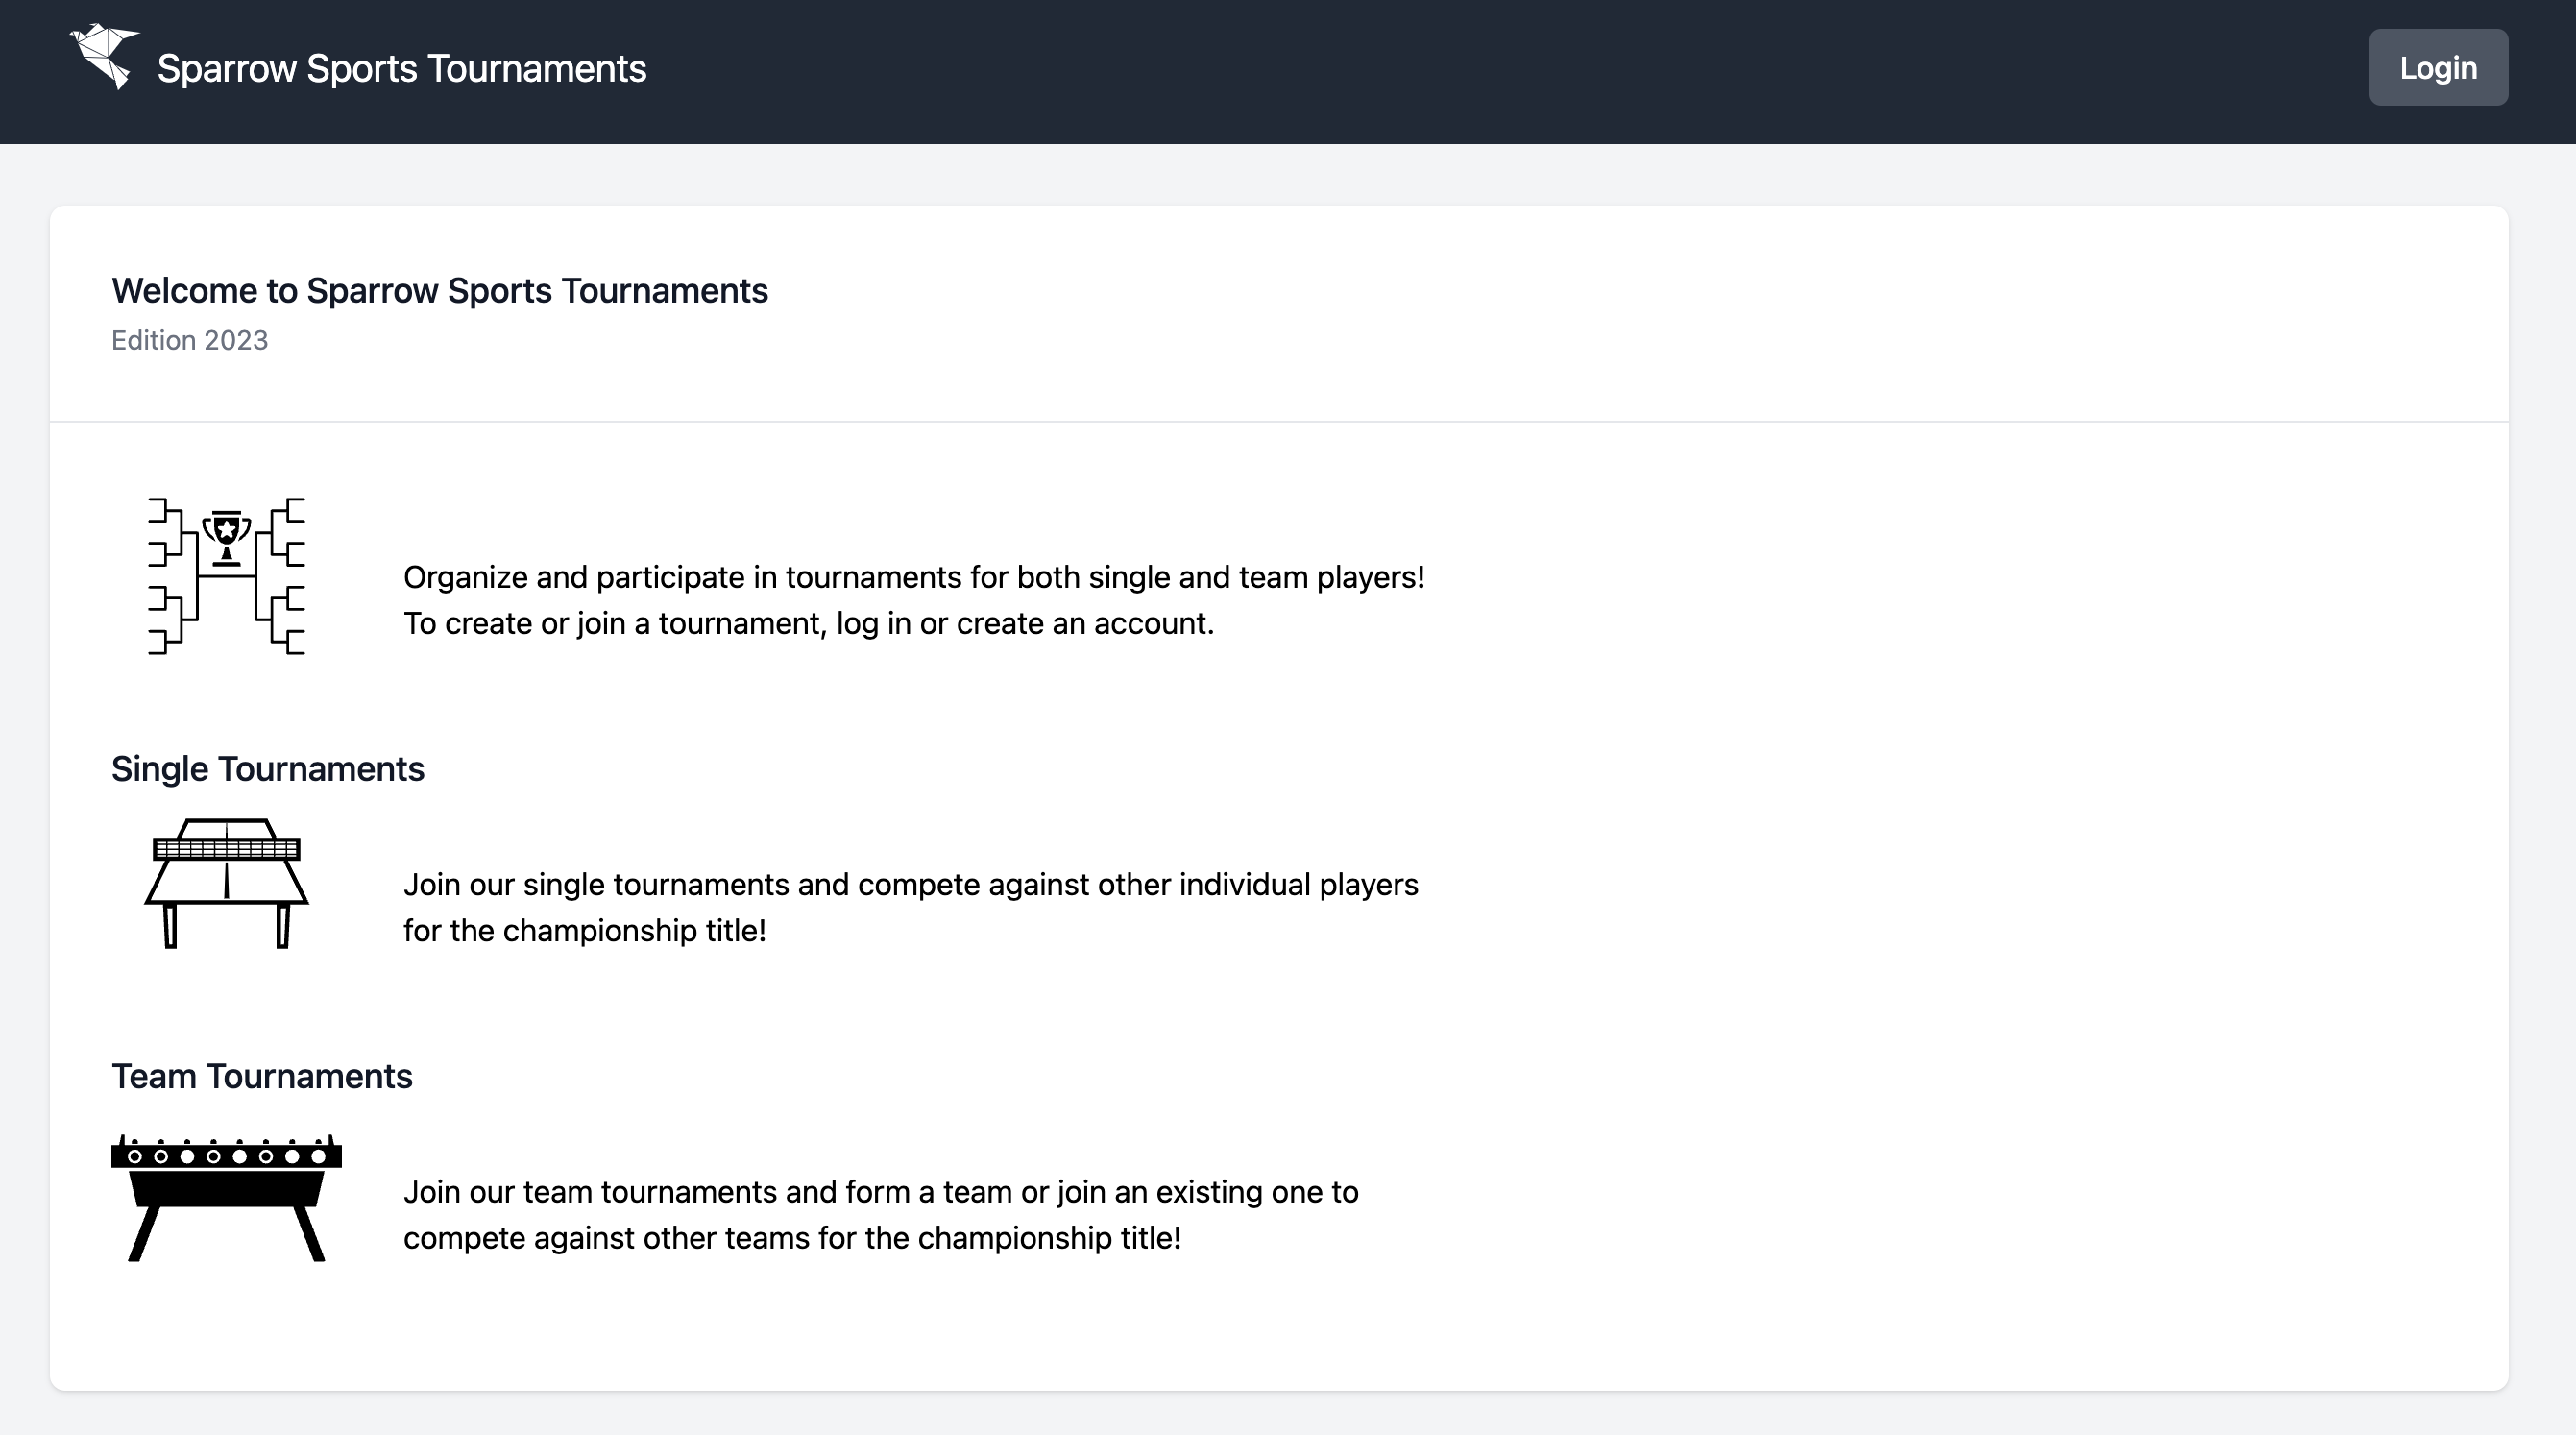 Sparrow Sports Tournaments
Login
Welcome to Sparrow Sports Tournaments
Edition 2023
Organize and participate in tournaments for both single and team players!
To create or join a tournament, log in or create an account.
Single Tournaments
Join our single tournaments and compete against other individual players
for the championship title!
Team Tournaments
Join our team tournaments and form a team or join an existing one to
compete against other teams for the championship title!